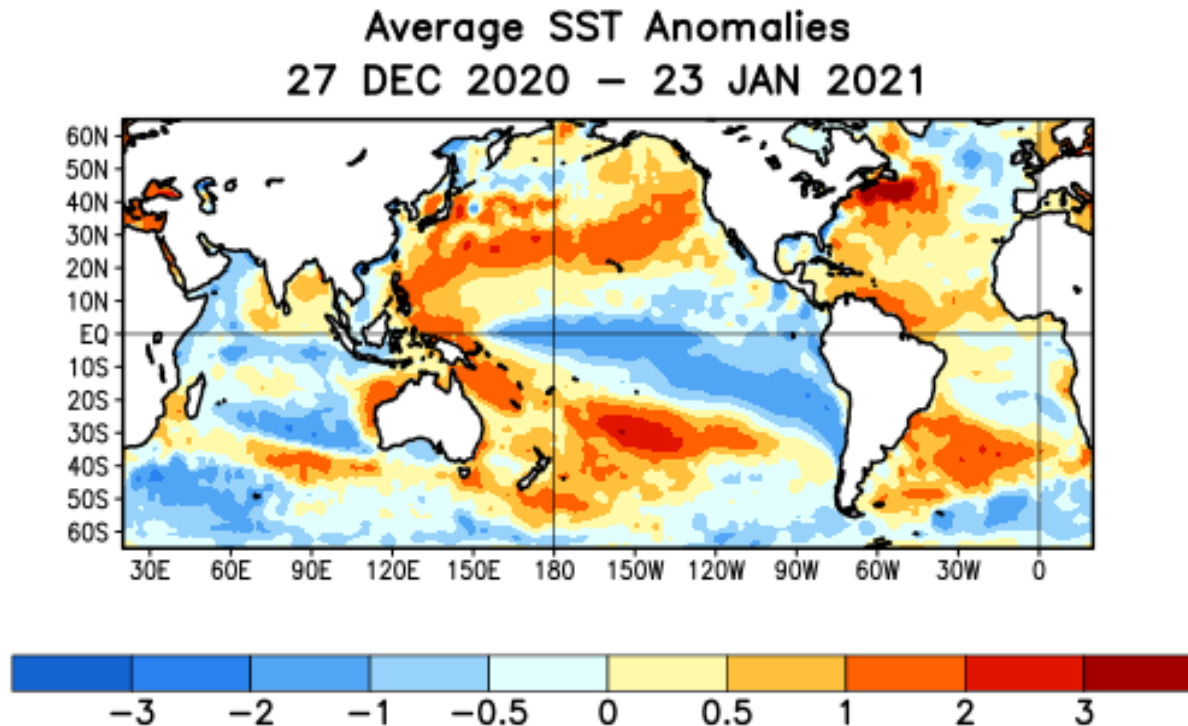 Average SST Anomalies
27 DEC 2020 – 23 JAN 2021
60N
50N
40N
30N
20N
10N
EQ
10S
20S
30S
40S
50S
60S
30E 60E 90E 120E 150E 180 150W 120W 90W 60W 30W 0
-3 -2 -1 -0.5 0 0.5 1 2 3